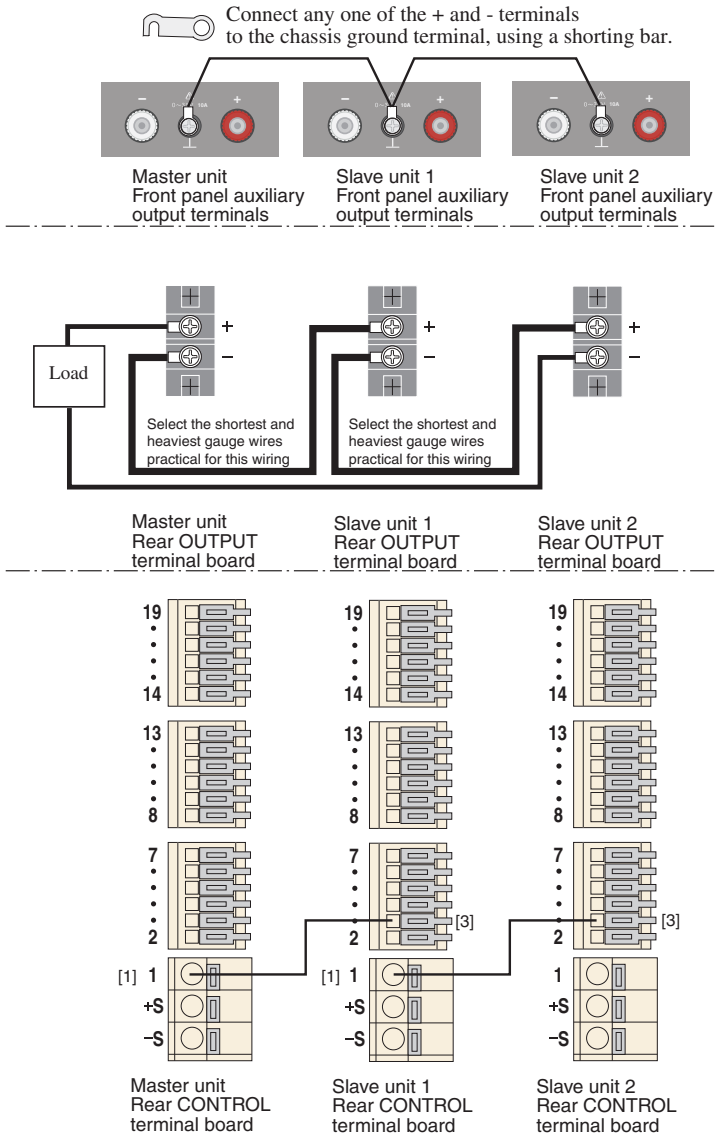 Connect any one of the + and - terminals
to the chassis ground terminal, using a shorting bar.
− + − + − +
Master unit
Front panel auxiliary
output terminals
Slave unit 1
Front panel auxiliary
output terminals
Slave unit 2
Front panel auxiliary
output terminals
+ + +
− − −
Load
Select the shortest and
heaviest gauge wires
practical for this wiring
Select the shortest and
heaviest gauge wires
practical for this wiring
Master unit
Rear OUTPUT
terminal board
Slave unit 1
Rear OUTPUT
terminal board
Slave unit 2
Rear OUTPUT
terminal board
19
14
13
8
7
2
[1] 1
+S
−S
Master unit
Rear CONTROL
terminal board
19
14
13
8
7
[3]
2
[1] 1
+S
−S
Slave unit 1
Rear CONTROL
terminal board
19
14
13
8
7
[3]
2
1
+S
−S
Slave unit 2
Rear CONTROL
terminal board